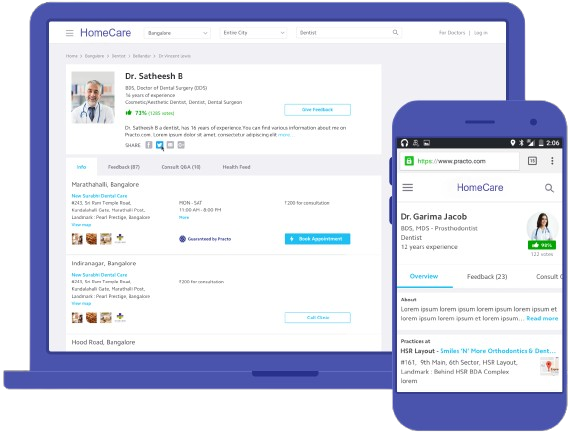 HomeCare
Bangalore
Entire City
Dentist
For Doctors | Log in
Home > Bangalore > Dentist > Bellandur > Dr Vincent Jews
Dr. Satheesh B
BDS, Doctor of Dental Surgery (DDS)
16 years of experience
Cosmetic/Aesthetic Dentist, Dentist, Dental Surgeon
73% (1295 votes)
Give Feedback
Dr. Satheesh B a dentist, has 16 years of experience.You can find various information about me on
Practo.com. Lorem ipsum dolor sit amet, consectetur adipiscing elit more..
SHARE
Info
Feedback (87)
Consult Q&A (10)
Health Feed
Marathahalli, Bangalore
New Surabhi Dental Care
#243, Sri Ram Temple Road,
Kundalahalli Gate, Marathalli Post,
Landmark : Pearl Prestige, Bangalore
View map
MON - SAT
11:00 AM - 8:00 PM
More
₹200 for consultation
Guaranteed by Practo
Book Appointment
Indiranagar, Bangalore
New Surabhi Dental Care
#243, Sri Ram Temple Road,
Kundalahalli Gate, Marathalli Post,
Landmark : Pearl Prestige, Bangalore
View map
₹200 for consultation
Call Clinic
Hood Road, Bangalore
2:06
https://www.practo.com
HomeCare
Dr. Garima Jacob
BDS, MDS - Prosthodontist
Dentist
12 years experience
98%
122 votes
Overview
Feedback (23)
Consult Q
About
Lorem ipsum lorem ipsum lorem ipsum et
lorem ipsum lorem ipsum lorem ipsum... Read more
Practices at
HSR Layout - Smiles 'N' More Orthodontics & Dent...
#161, 9th Main, 6th Sector, HSR Layout,
Landmark : Behind HSR BDA Complex
lorem